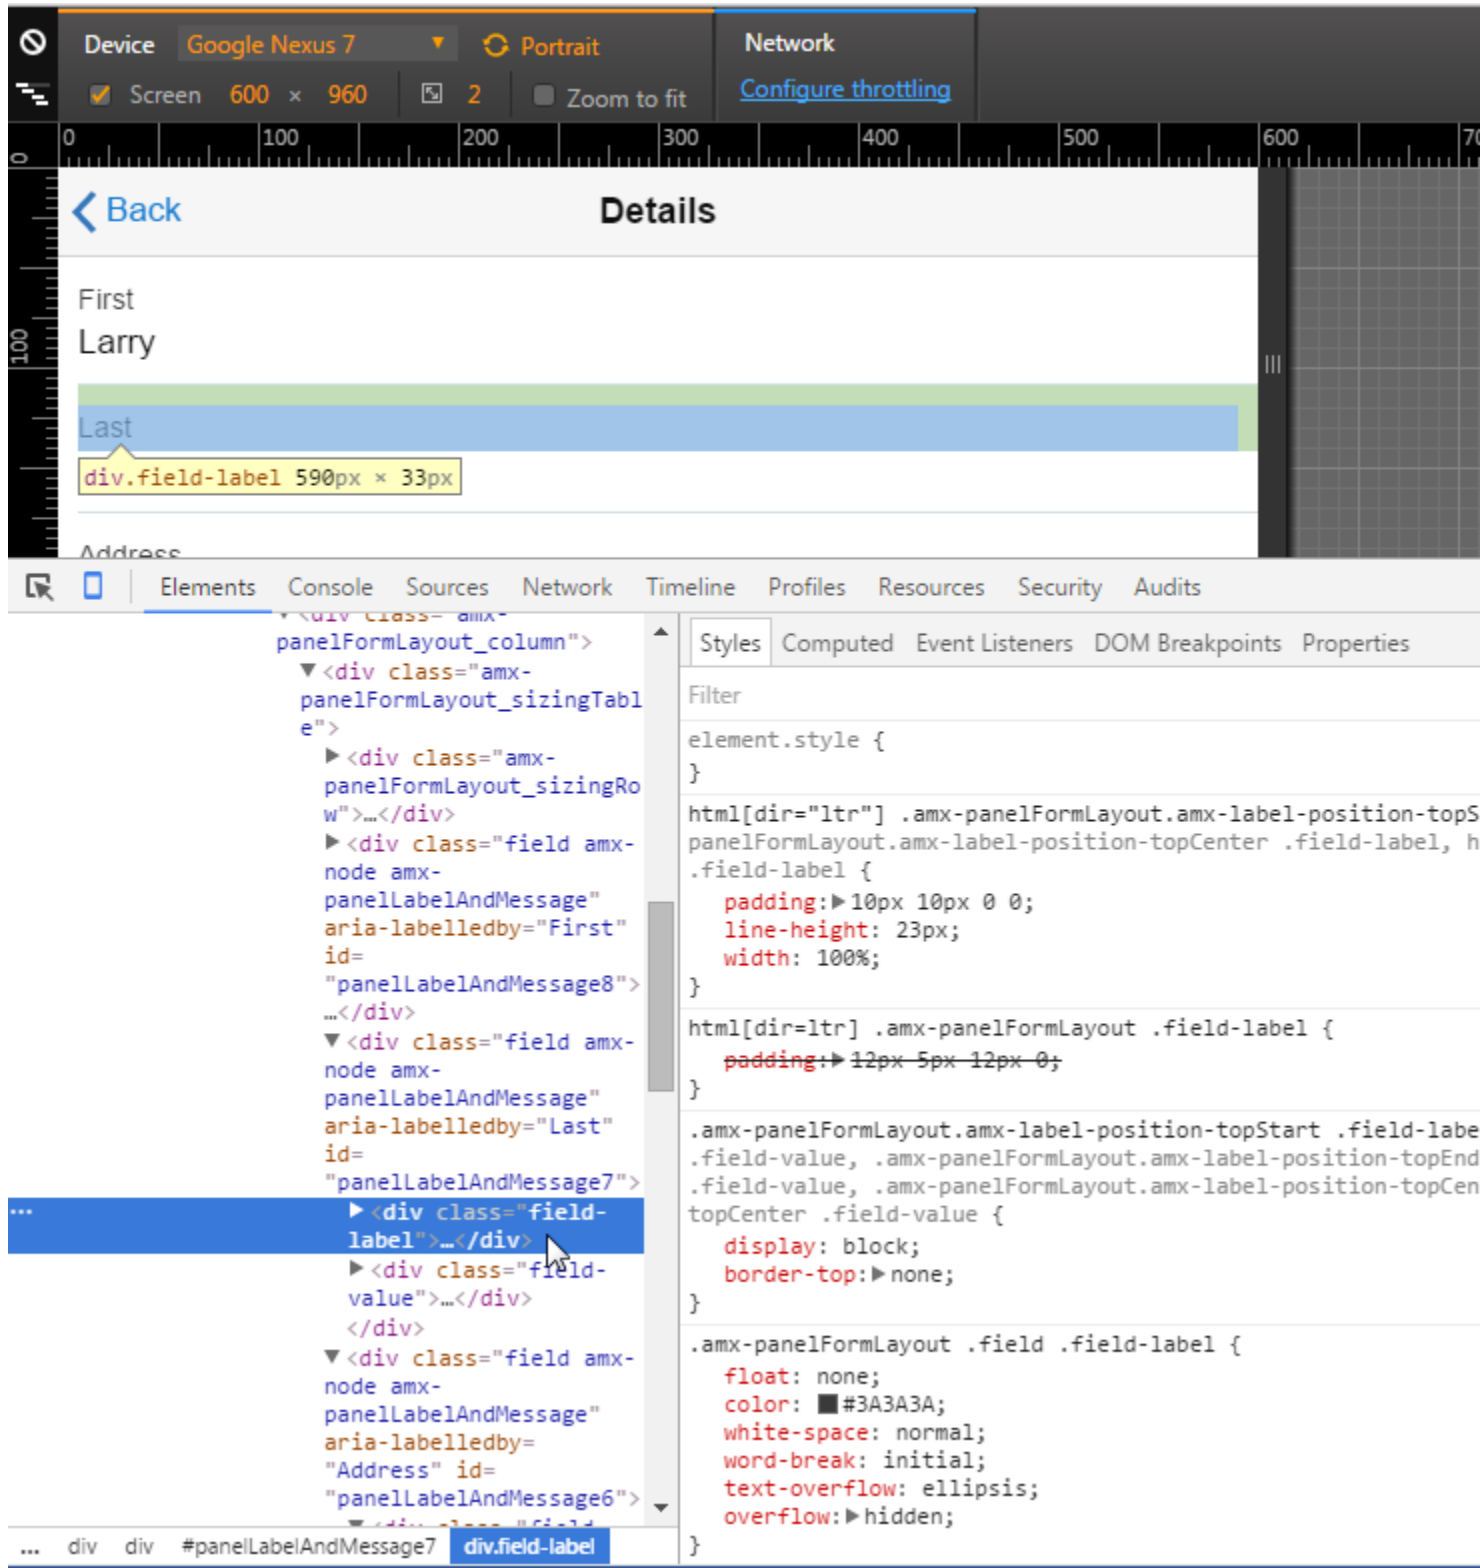 Device Google Nexus 7 ▼ Portrait
Network
Screen 600 × 960 2 Zoom to fit
Configure throttling
0 100 200 300 400 500 600 70
0
100
Back Details
First
Larry
Last
div.field-label 590px × 33px
Address
Elements Console Sources Network Timeline Profiles Resources Security Audits
▼<div class="amx-
panelFormLayout_column">
▼<div class="amx-
panelFormLayout_sizingTabl
e">
▶<div class="amx-
panelFormLayout_sizingRo
w">…</div>
▶<div class="field amx-
node amx-
panelLabelAndMessage"
aria-labelledby="First"
id=
"panelLabelAndMessage8">
…</div>
▼<div class="field amx-
node amx-
panelLabelAndMessage"
aria-labelledby="Last"
id=
"panelLabelAndMessage7">
... ▶<div class="field-
label">…</div>
▶<div class="field-
value">…</div>
</div>
▼<div class="field amx-
node amx-
panelLabelAndMessage"
aria-labelledby=
"Address" id=
"panelLabelAndMessage6">
▼<div class="field-
... div div #panelLabelAndMessage7 div.field-label
Styles Computed Event Listeners DOM Breakpoints Properties
Filter
element.style {
}
html[dir="ltr"] .amx-panelFormLayout.amx-label-position-topS
panelFormLayout.amx-label-position-topCenter .field-label, h
.field-label {
padding:▶10px 10px 0 0;
line-height: 23px;
width: 100%;
}
html[dir=ltr] .amx-panelFormLayout .field-label {
padding:▶12px 5px 12px 0;
}
.amx-panelFormLayout.amx-label-position-topStart .field-labe
.field-value, .amx-panelFormLayout.amx-label-position-topEnd
.field-value, .amx-panelFormLayout.amx-label-position-topCen
topCenter .field-value {
display: block;
border-top:▶none;
}
.amx-panelFormLayout .field .field-label {
float: none;
color: #3A3A3A;
white-space: normal;
word-break: initial;
text-overflow: ellipsis;
overflow:▶hidden;
}